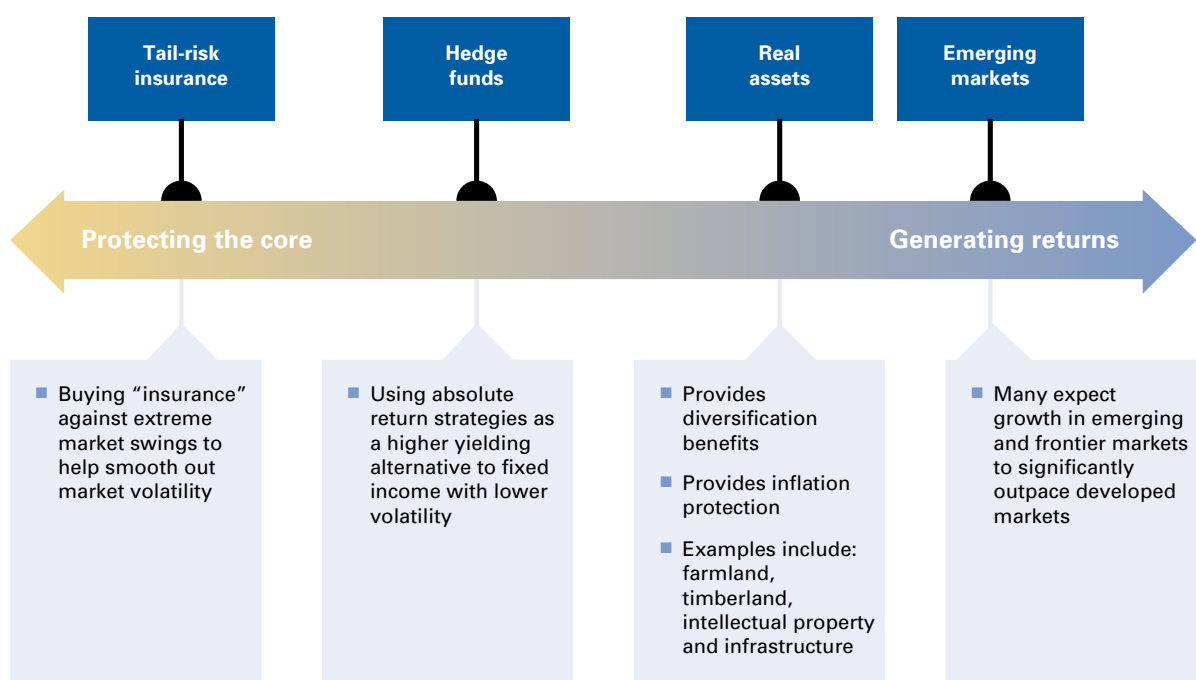 Tail-risk
insurance
Hedge
funds
Real
assets
Emerging
markets
Protecting the core
Generating returns
■ Buying “insurance”
against extreme
market swings to
help smooth out
market volatility
■ Using absolute
return strategies as
a higher yielding
alternative to fixed
income with lower
volatility
■ Provides
diversification
benefits
■ Provides inflation
protection
■ Examples include:
farmland,
timberland,
intellectual property
and infrastructure
■ Many expect
growth in emerging
and frontier markets
to significantly
outpace developed
markets